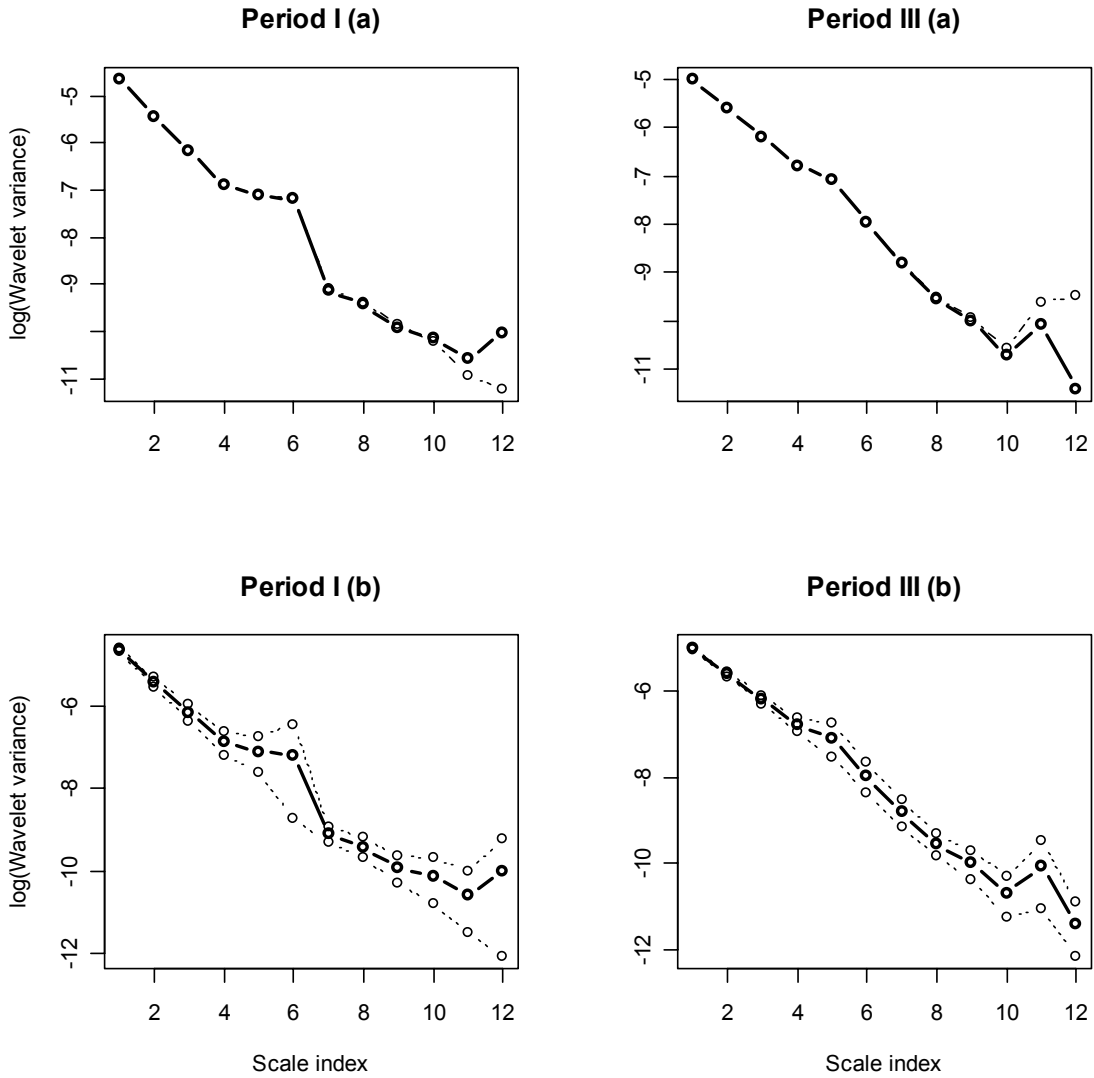 Period I (a)
log(Wavelet variance)
-5
-6
-7
-8
-9
-11
2 4 6 8 10 12
Period III (a)
-5
-6
-7
-8
-9
-11
2 4 6 8 10 12
Period I (b)
log(Wavelet variance)
-6
-8
-10
-12
2 4 6 8 10 12
Scale index
Period III (b)
-6
-8
-10
-12
2 4 6 8 10 12
Scale index